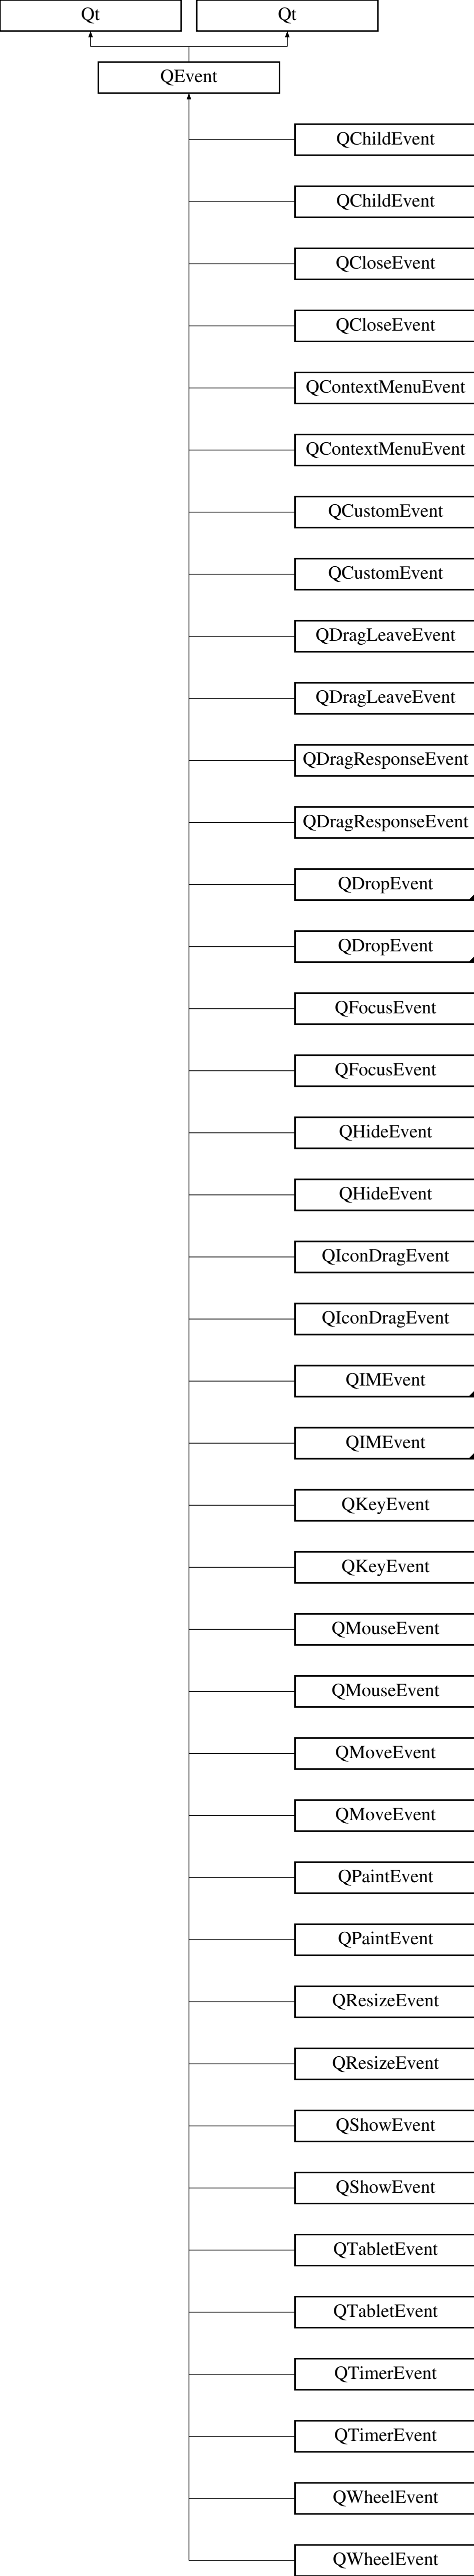 Qt Qt
QEvent
QChildEvent
QChildEvent
QCloseEvent
QCloseEvent
QContextMenuEvent
QContextMenuEvent
QCustomEvent
QCustomEvent
QDragLeaveEvent
QDragLeaveEvent
QDragResponseEvent
QDragResponseEvent
QDropEvent
QDropEvent
QFocusEvent
QFocusEvent
QHideEvent
QHideEvent
QIconDragEvent
QIconDragEvent
QIMEvent
QIMEvent
QKeyEvent
QKeyEvent
QMouseEvent
QMouseEvent
QMoveEvent
QMoveEvent
QPaintEvent
QPaintEvent
QResizeEvent
QResizeEvent
QShowEvent
QShowEvent
QTabletEvent
QTabletEvent
QTimerEvent
QTimerEvent
QWheelEvent
QWheelEvent